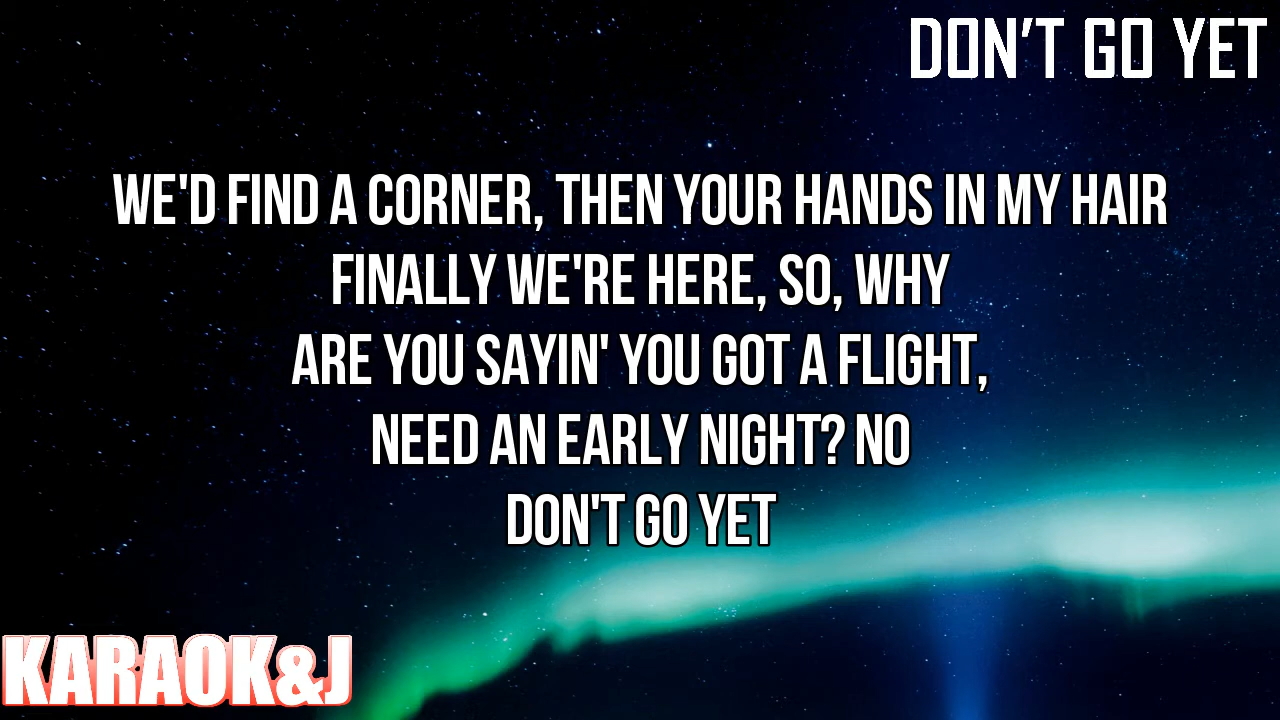 DON'T GO YET
WE'D FIND A CORNER, THEN YOUR HANDS IN MY HAIR
FINALLY WE'RE HERE, SO, WHY
ARE YOU SAYIN' YOU GOT A FLIGHT,
NEED AN EARLY NIGHT? NO
DON'T GO YET
KARAOK&J